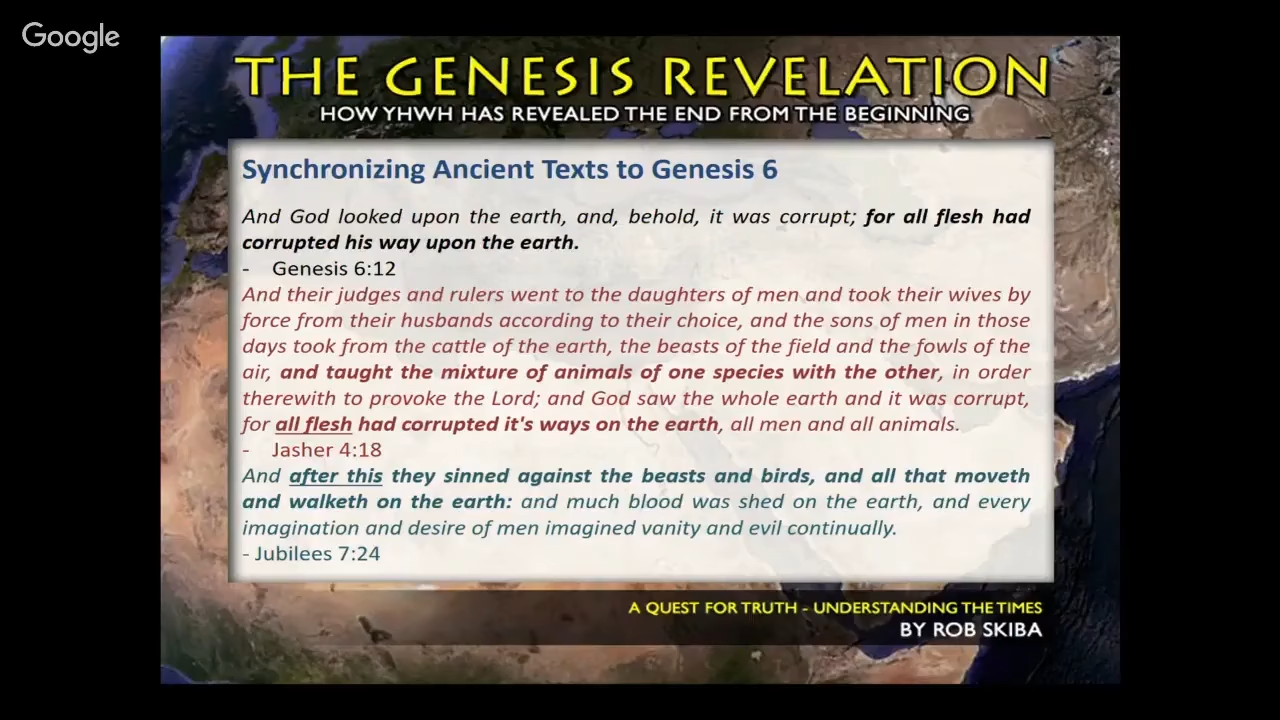 Google
THE GENESIS REVELATION
HOW YHWH HAS REVEALED THE END FROM THE BEGINNING
Synchronizing Ancient Texts to Genesis 6
And God looked upon the earth, and, behold, it was corrupt; for all flesh had
corrupted his way upon the earth.
- Genesis 6:12
And their judges and rulers went to the daughters of men and took their wives by
force from their husbands according to their choice, and the sons of men in those
days took from the cattle of the earth, the beasts of the field and the fowls of the
air, and taught the mixture of animals of one species with the other, in order
therewith to provoke the Lord; and God saw the whole earth and it was corrupt,
for all flesh had corrupted it's ways on the earth, all men and all animals.
- Jasher 4:18
And after this they sinned against the beasts and birds, and all that moveth
and walketh on the earth: and much blood was shed on the earth, and every
imagination and desire of men imagined vanity and evil continually.
- Jubilees 7:24
A QUEST FOR TRUTH - UNDERSTANDING THE TIMES
BY ROB SKIBA